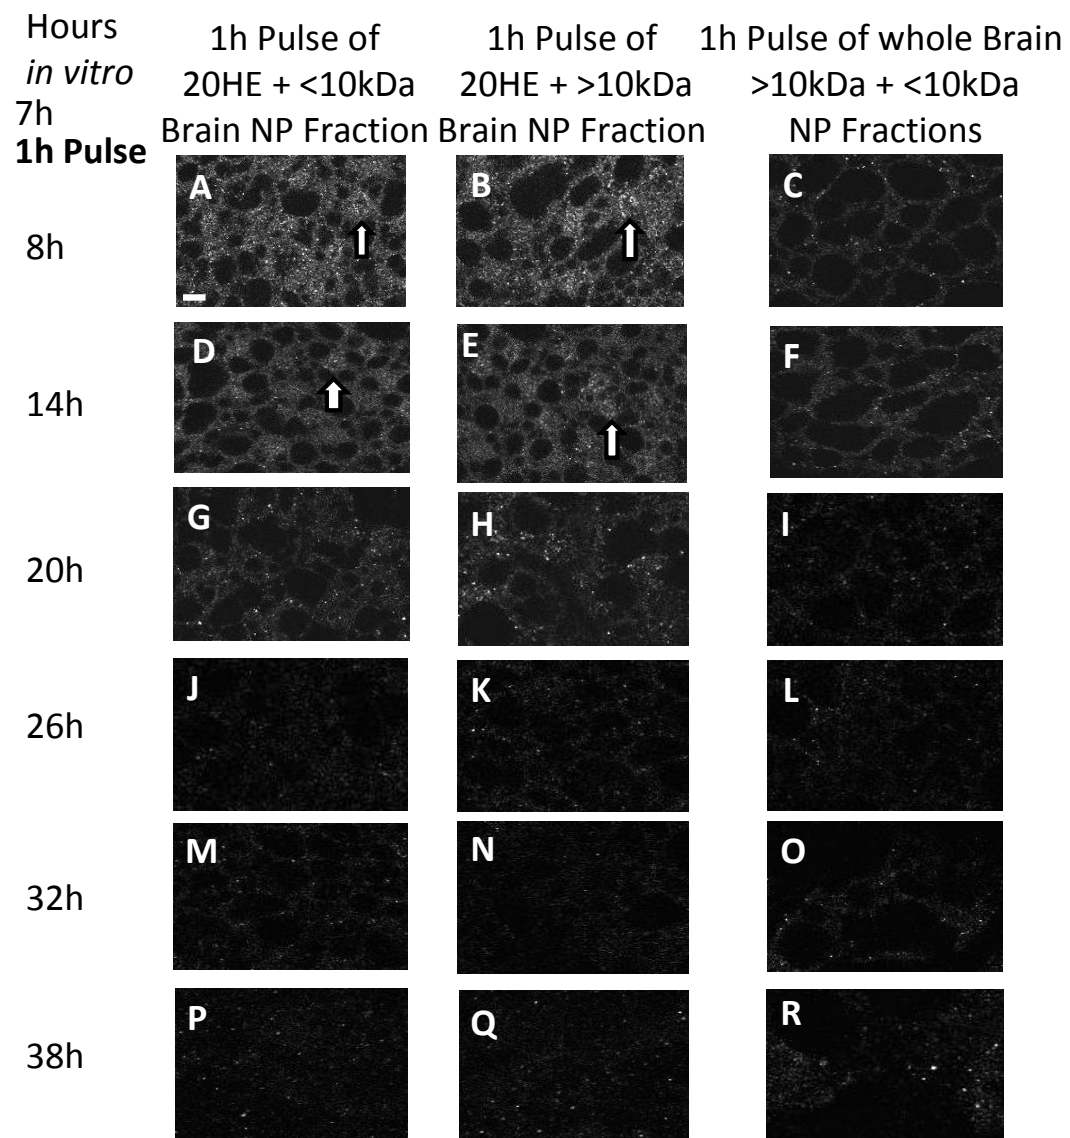 Hours
in vitro
7h
1h Pulse
1h Pulse of
20HE + <10kDa
Brain NP Fraction
1h Pulse of
20HE + >10kDa
Brain NP Fraction
1h Pulse of whole Brain
>10kDa + <10kDa
NP Fractions
8h
A
B
C
14h
D
E
F
20h
G
H
I
26h
J
K
L
32h
M
N
O
38h
P
Q
R